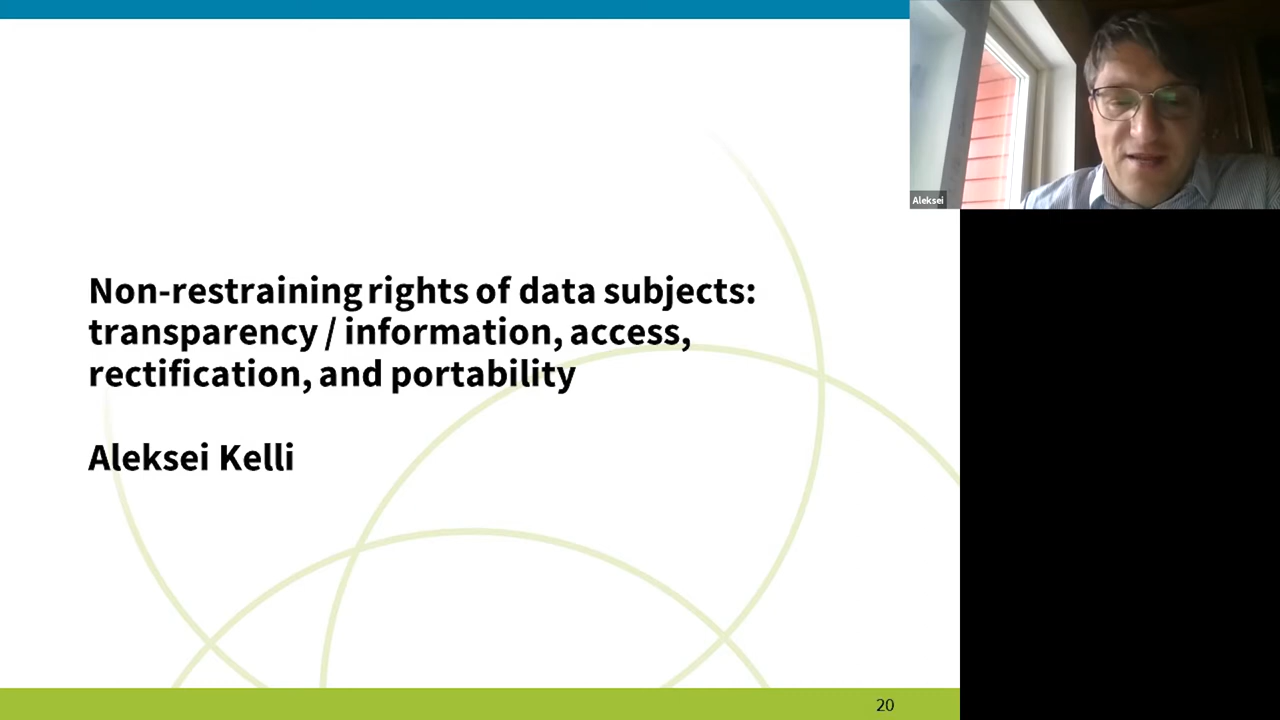 Aleksei
Non-restraining rights of data subjects:
transparency / information, access,
rectification, and portability
Aleksei Kelli
20